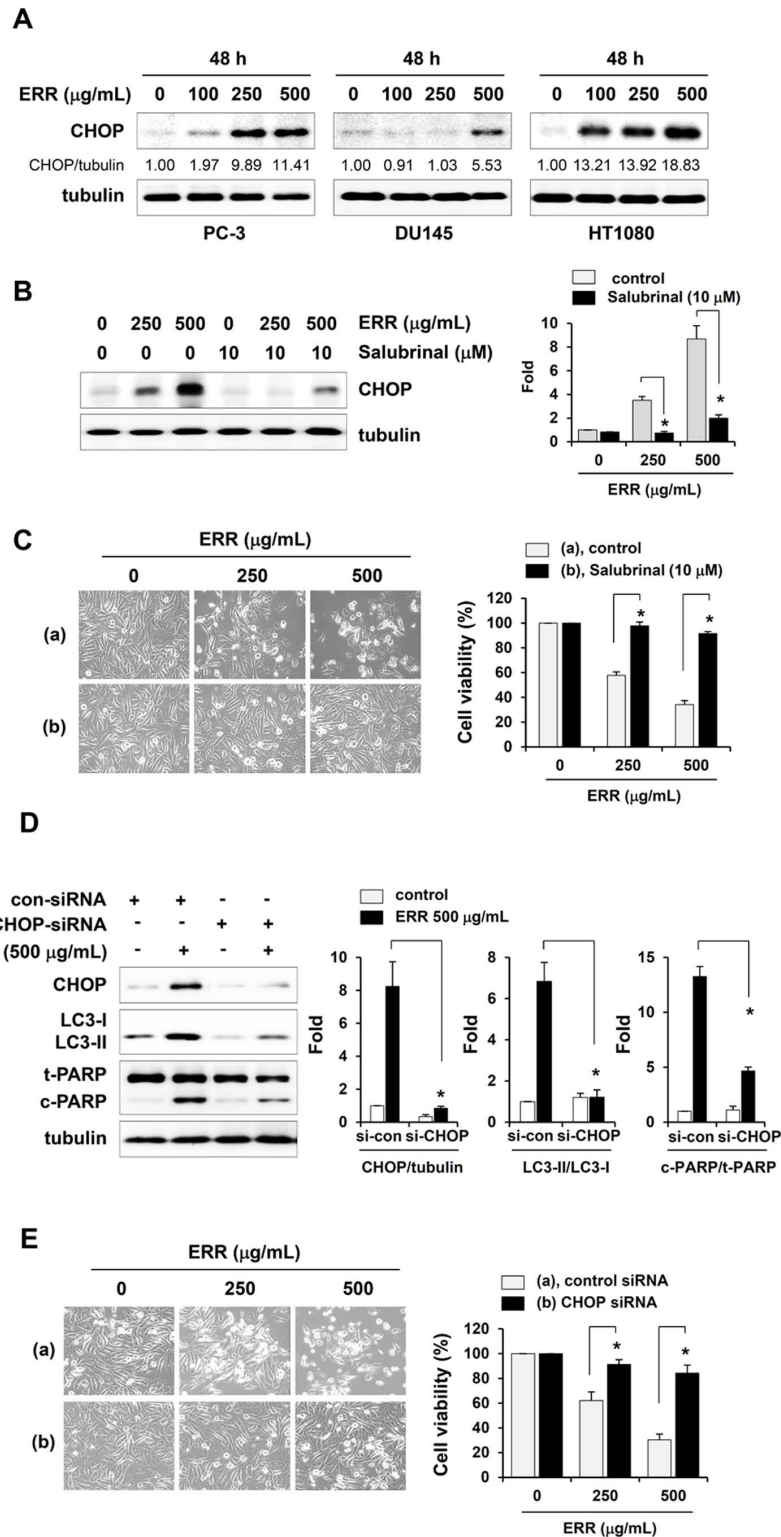 A
48 h 48 h 48 h
ERR (μg/mL) 0 100 250 500 0 100 250 500 0 100 250 500
CHOP
CHOP/tubulin 1.00 1.97 9.89 11.41 1.00 0.91 1.03 5.53 1.00 13.21 13.92 18.83
tubulin
PC-3 DU145 HT1080
B
0 250 500 0 250 500 ERR (μg/mL)
0 0 0 10 10 10 Salubrinal (μM)
CHOP
tubulin
control
Salubrinal (10 μM)
Fold
10
8
6
4
2
0
* *
0 250 500
ERR (μg/mL)
C
ERR (μg/mL)
0 250 500
(a)
(b)
(a), control
(b), Salubrinal (10 μM)
Cell viability (%)
120
100
80
60
40
20
0
* *
0 250 500
ERR (μg/mL)
D
con-siRNA + + - -
CHOP-siRNA - - + +
(500 μg/mL) - + - +
CHOP
LC3-I
LC3-II
t-PARP
c-PARP
tubulin
control
ERR 500 μg/mL
Fold
10
8
6
4
2
0
*
si-con si-CHOP
CHOP/tubulin
Fold
8
6
4
2
0
*
si-con si-CHOP
LC3-II/LC3-I
Fold
15
10
5
0
*
si-con si-CHOP
c-PARP/t-PARP
E
ERR (μg/mL)
0 250 500
(a)
(b)
(a), control siRNA
(b) CHOP siRNA
Cell viability (%)
120
100
80
60
40
20
0
* *
0 250 500
ERR (μg/mL)